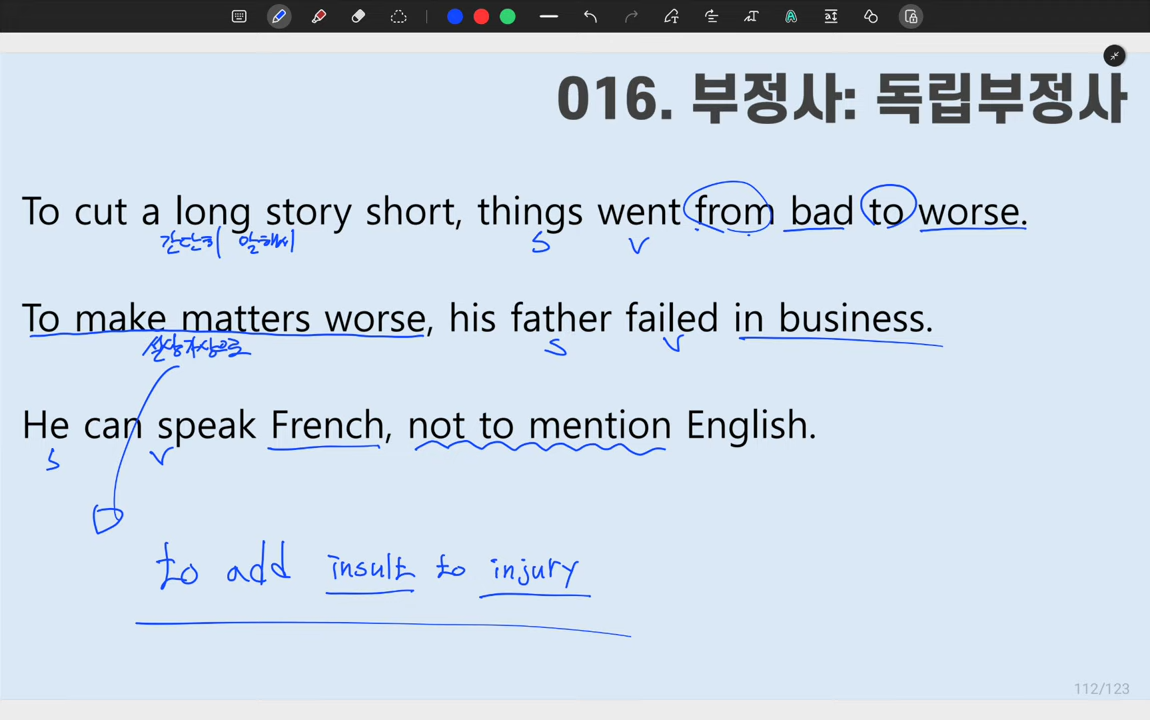 016. 부정사: 독립부정사
To cut a long story short, things went from bad to worse.
간단히 말해서 S V
To make matters worse, his father failed in business.
설상가상으로 S V
He can speak French, not to mention English.
S V
to add insult to injury
112/123